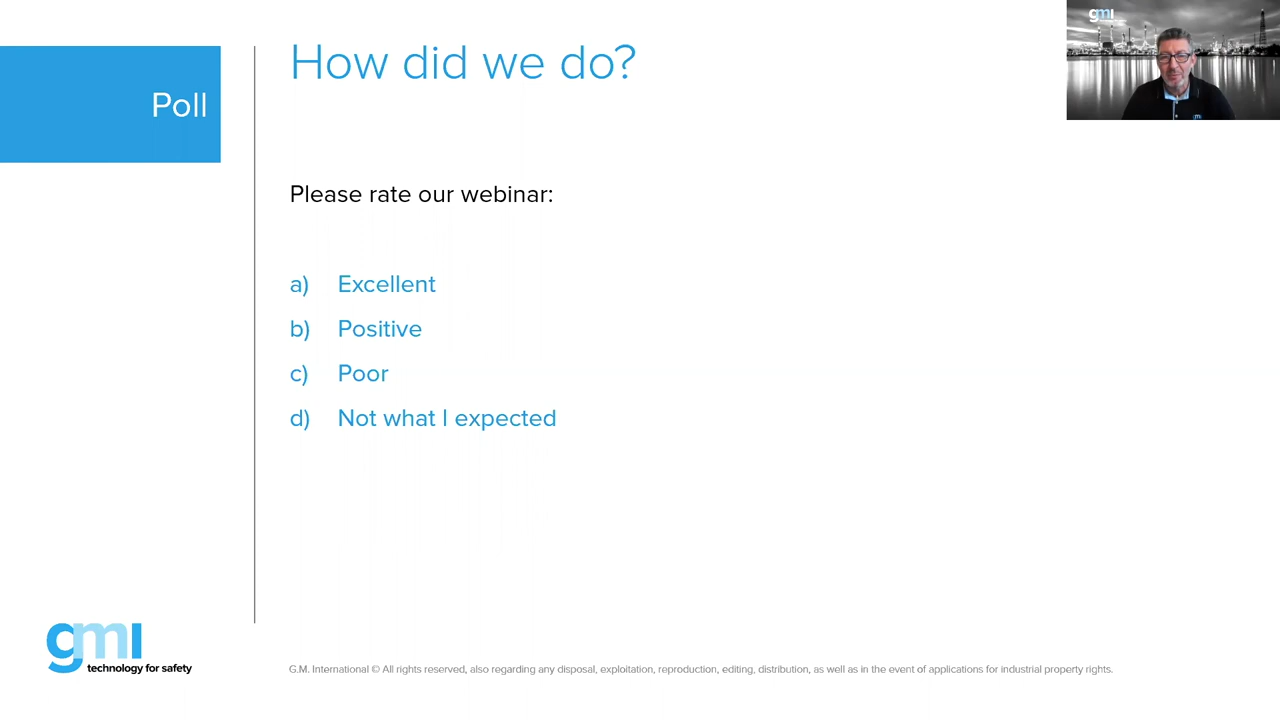 Poll
How did we do?
gmi
Please rate our webinar:
a) Excellent
b) Positive
c) Poor
d) Not what I expected
gmi
technology for safety
G.M. International © All rights reserved, also regarding any disposal, exploitation, reproduction, editing, distribution, as well as in the event of applications for industrial property rights.